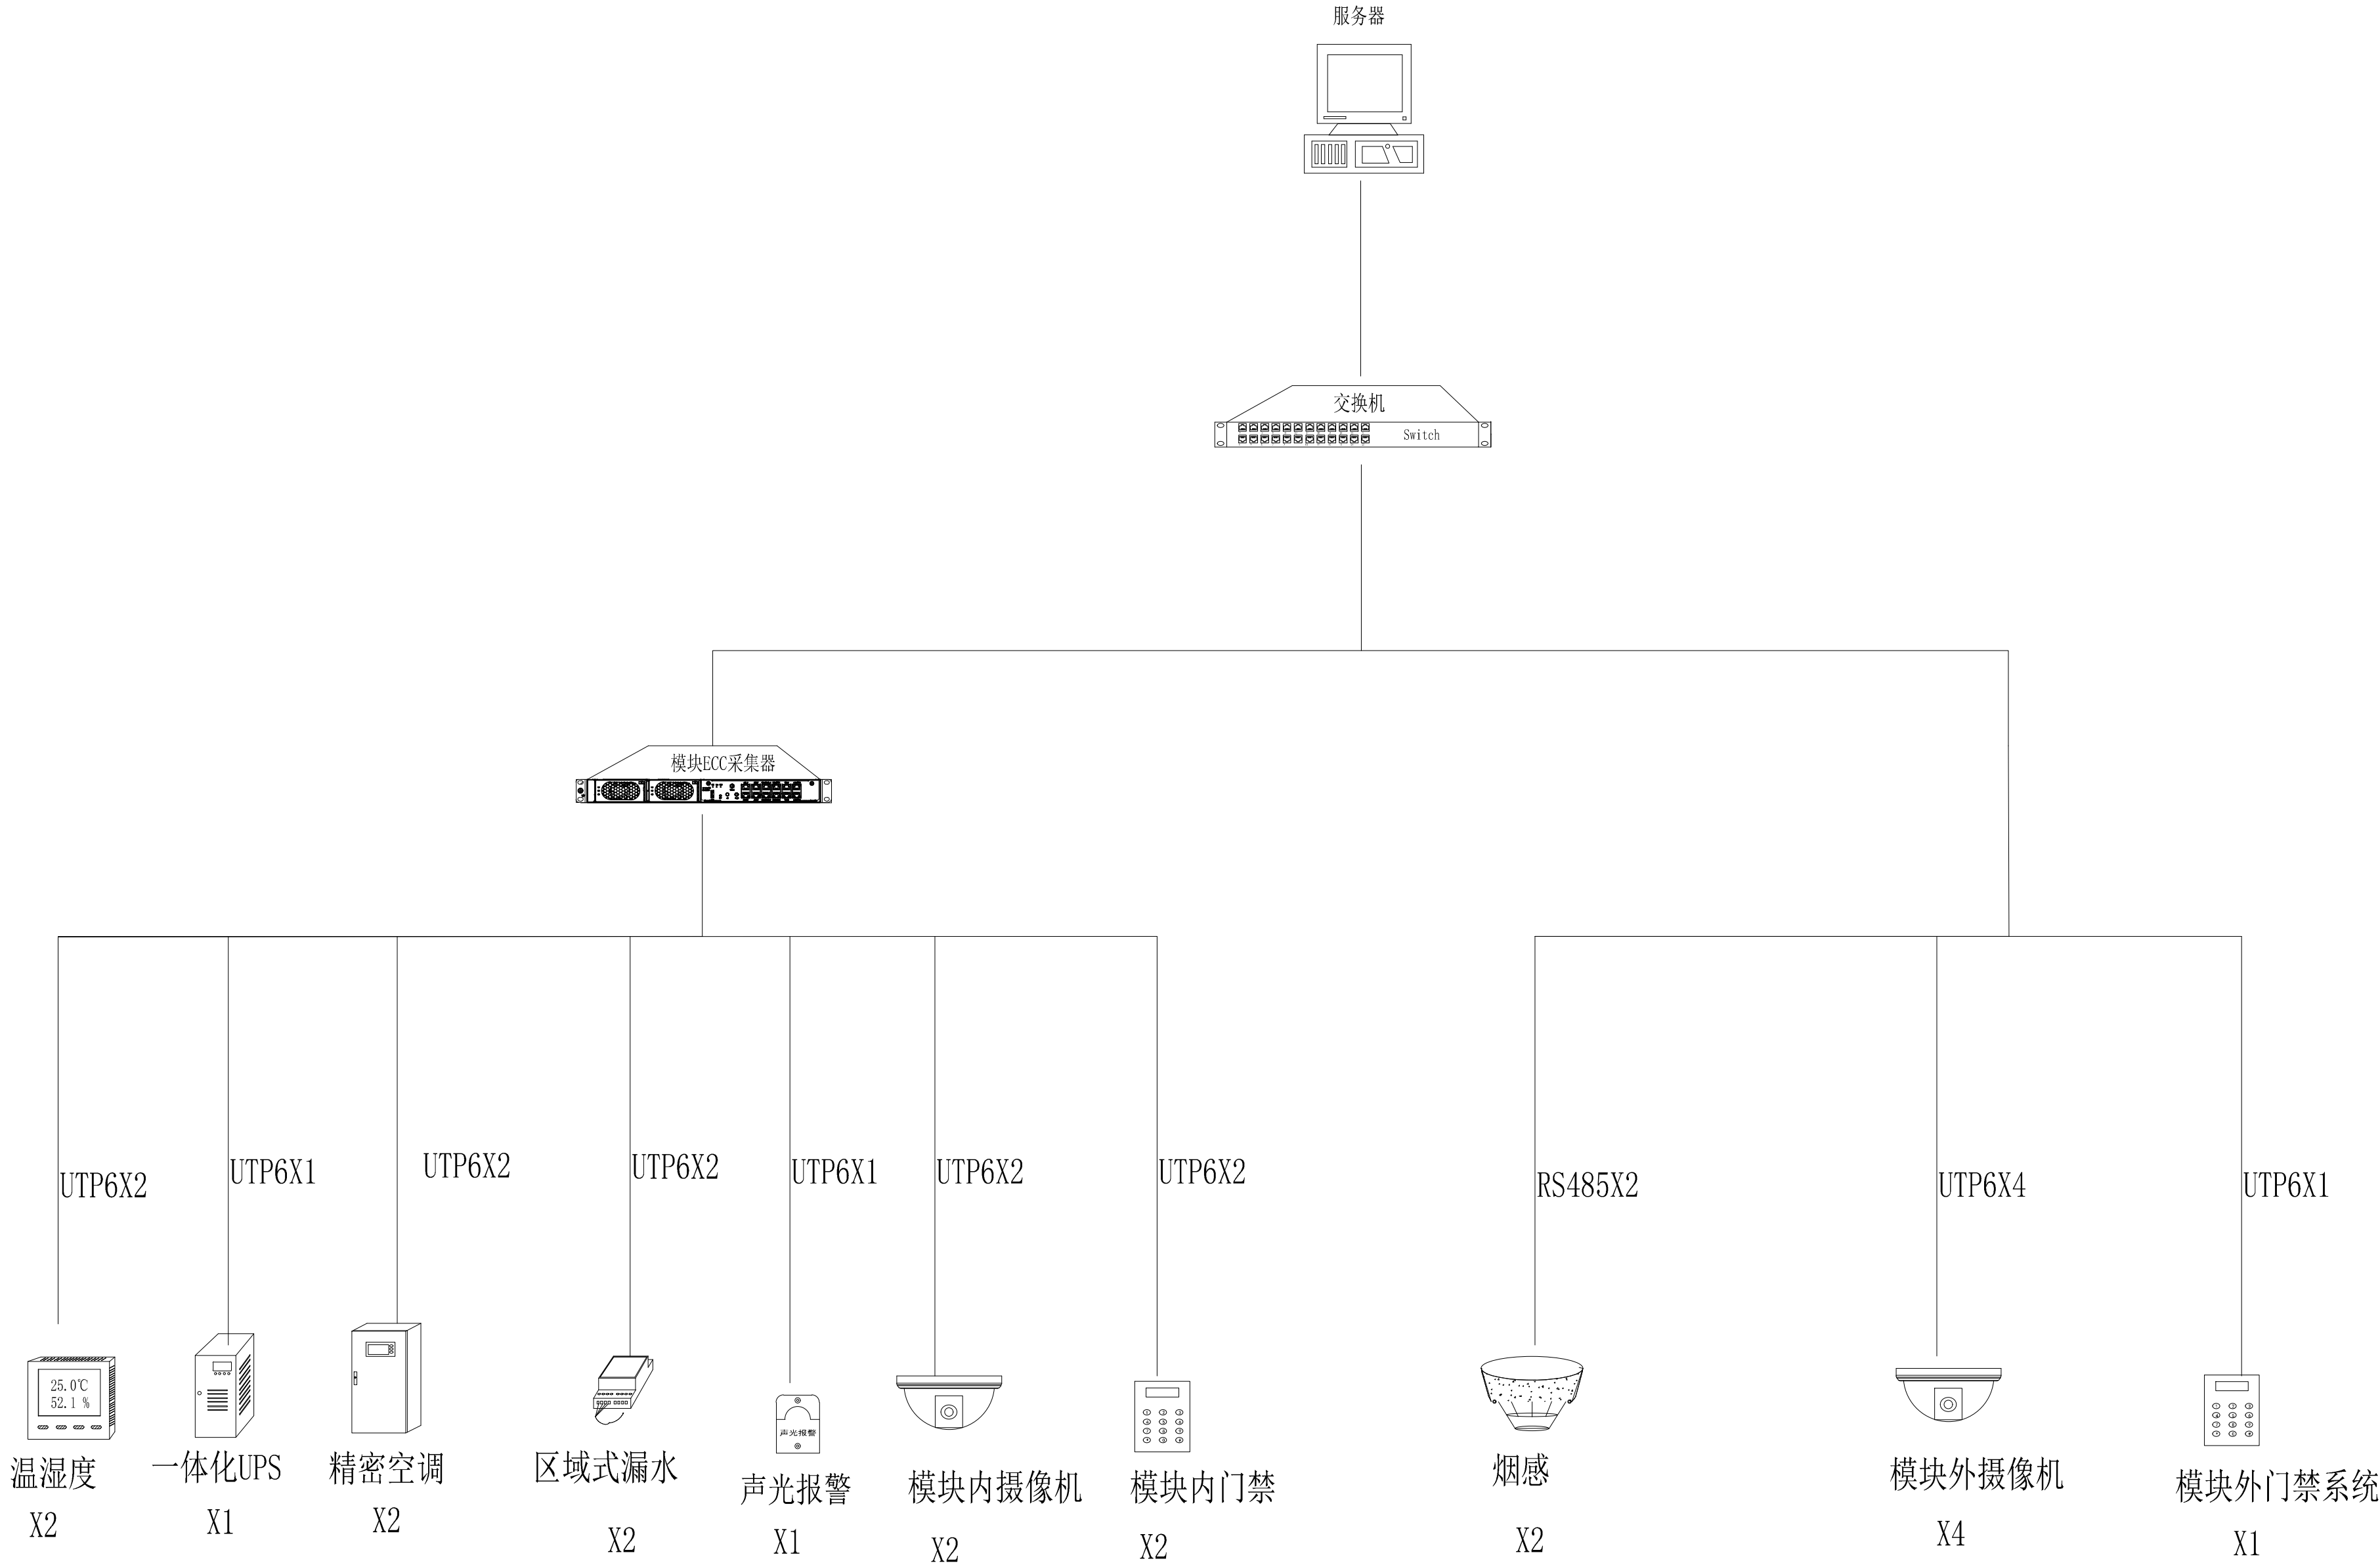 服务器
交换机
Switch
模块ECC采集器
UTP6X2
UTP6X1
UTP6X2
UTP6X2
UTP6X1
UTP6X2
UTP6X2
RS485X2
UTP6X4
UTP6X1
25.0℃
52.1 %
声光报警
温湿度
X2
一体化UPS
X1
精密空调
X2
区域式漏水
X2
声光报警
X1
模块内摄像机
X2
模块内门禁
X2
烟感
X2
模块外摄像机
X4
模块外门禁系统
X1